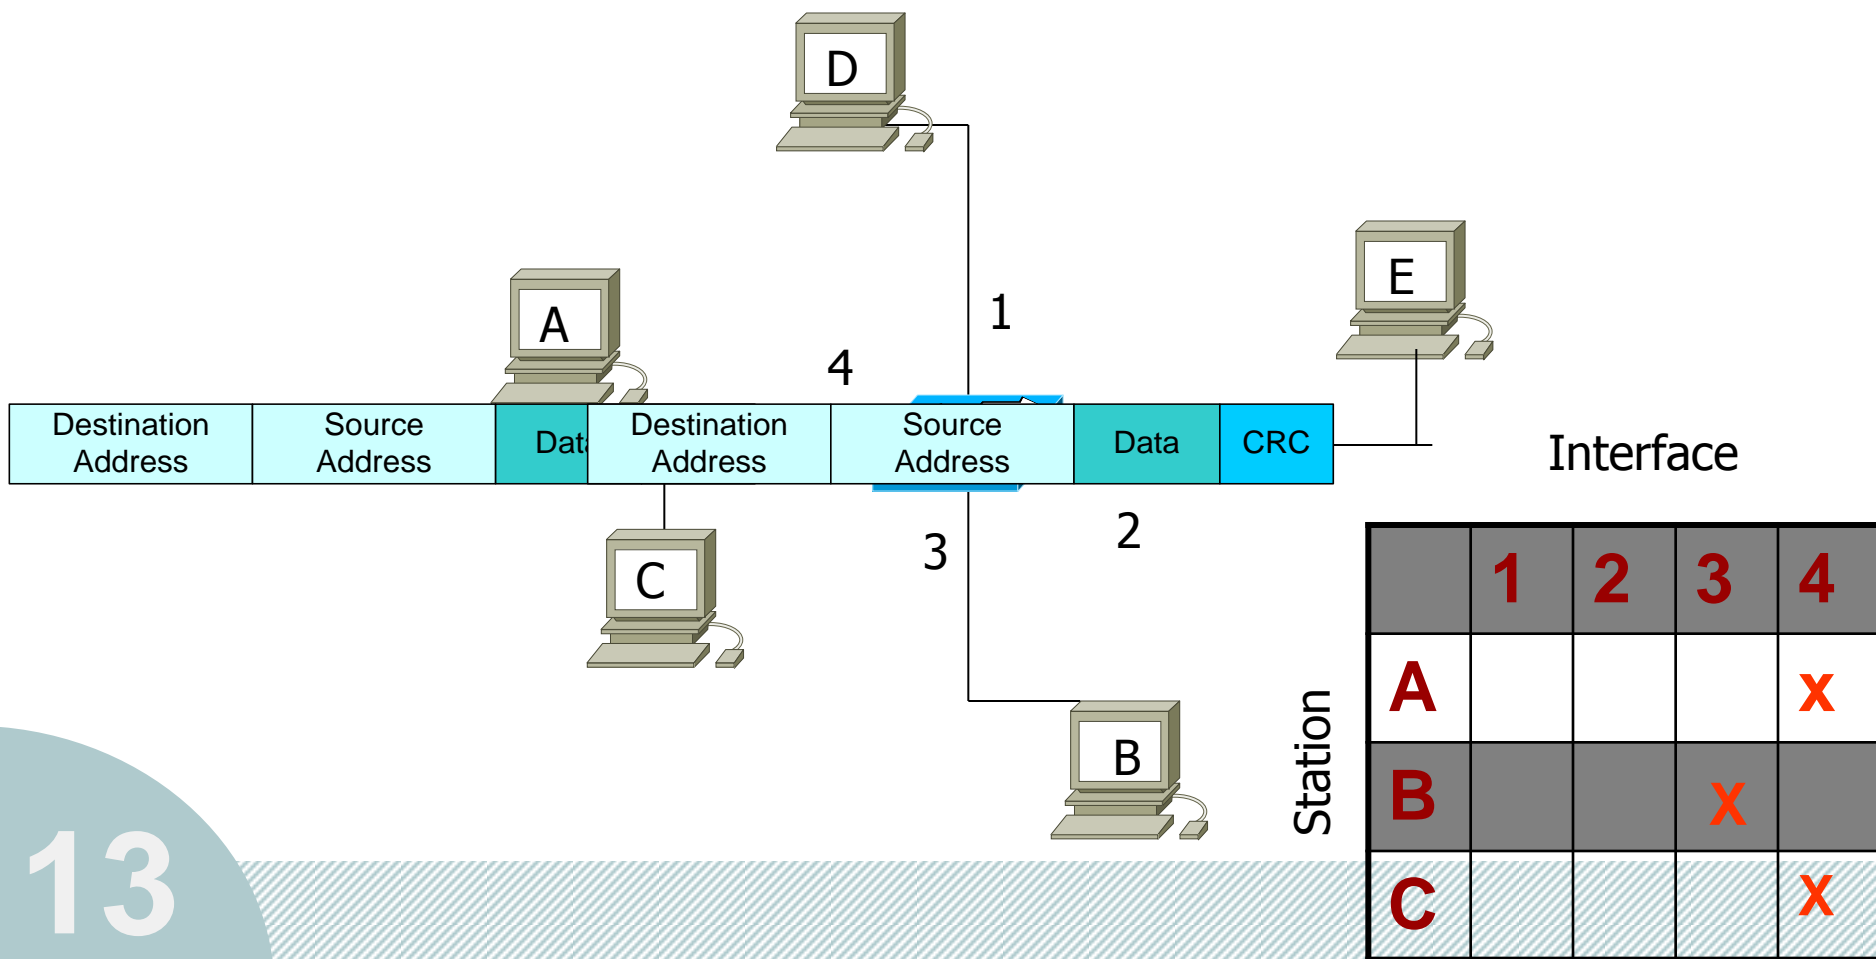 D
E
A
1
4
Destination Address
Source Address
Dat
Destination Address
Source Address
Data
CRC
Interface
3
2
C
B
Station
1 2 3 4
A x
B X
C X
13